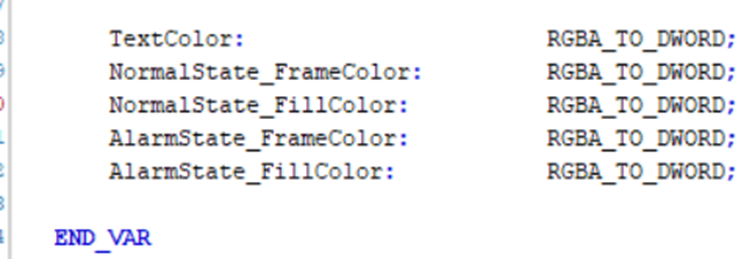 TextColor: RGBA_TO_DWORD;
NormalState_FrameColor: RGBA_TO_DWORD;
NormalState_FillColor: RGBA_TO_DWORD;
AlarmState_FrameColor: RGBA_TO_DWORD;
AlarmState_FillColor: RGBA_TO_DWORD;
END_VAR